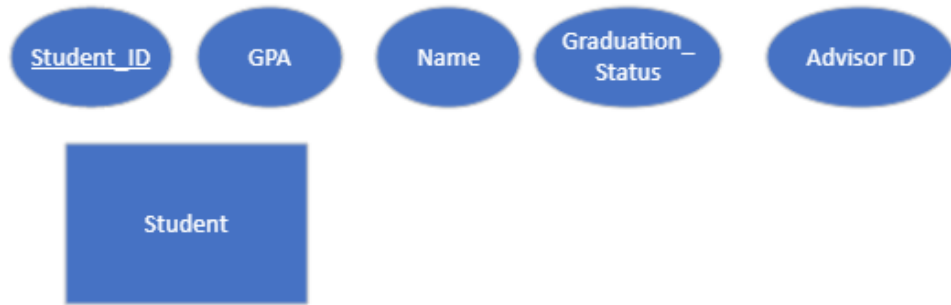 Student_ID
GPA
Name
Graduation_
Status
Advisor ID
Student